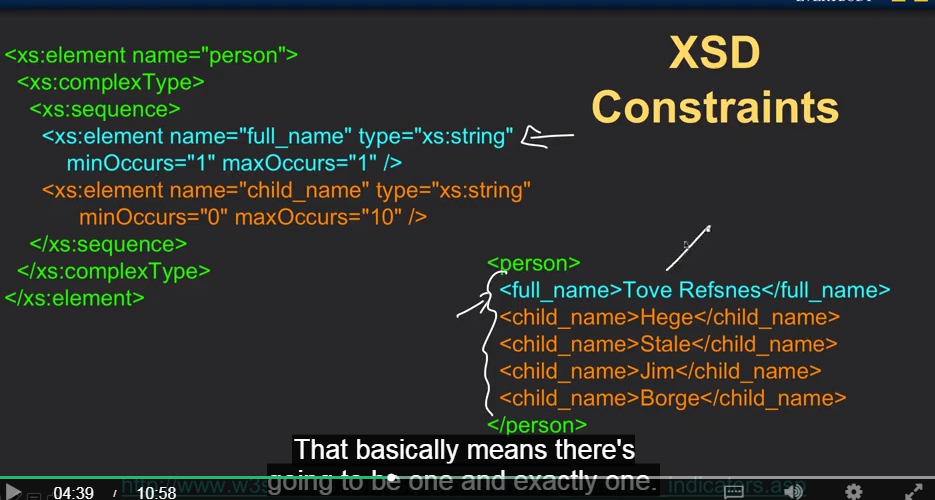 XSD
Constraints
<xs:element name="person">
<xs:complexType>
<xs:sequence>
<xs:element name="full_name" type="xs:string"
minOccurs="1" maxOccurs="1" />
<xs:element name="child_name" type="xs:string"
minOccurs="0" maxOccurs="10" />
</xs:sequence>
</xs:complexType>
</xs:element>
<person>
<full_name>Tove Refsnes</full_name>
<child_name>Hege</child_name>
<child_name>Stale</child_name>
<child_name>Jim</child_name>
<child_name>Borge</child_name>
</person>
That basically means there's
going to be one and exactly one.
04:39 / 10:58